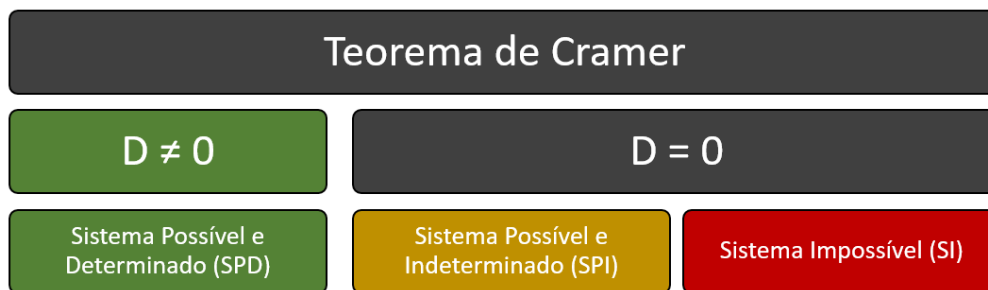 Teorema de Cramer
D ≠ 0
D = 0
Sistema Possível e
Determinado (SPD)
Sistema Possível e
Indeterminado (SPI)
Sistema Impossível (SI)